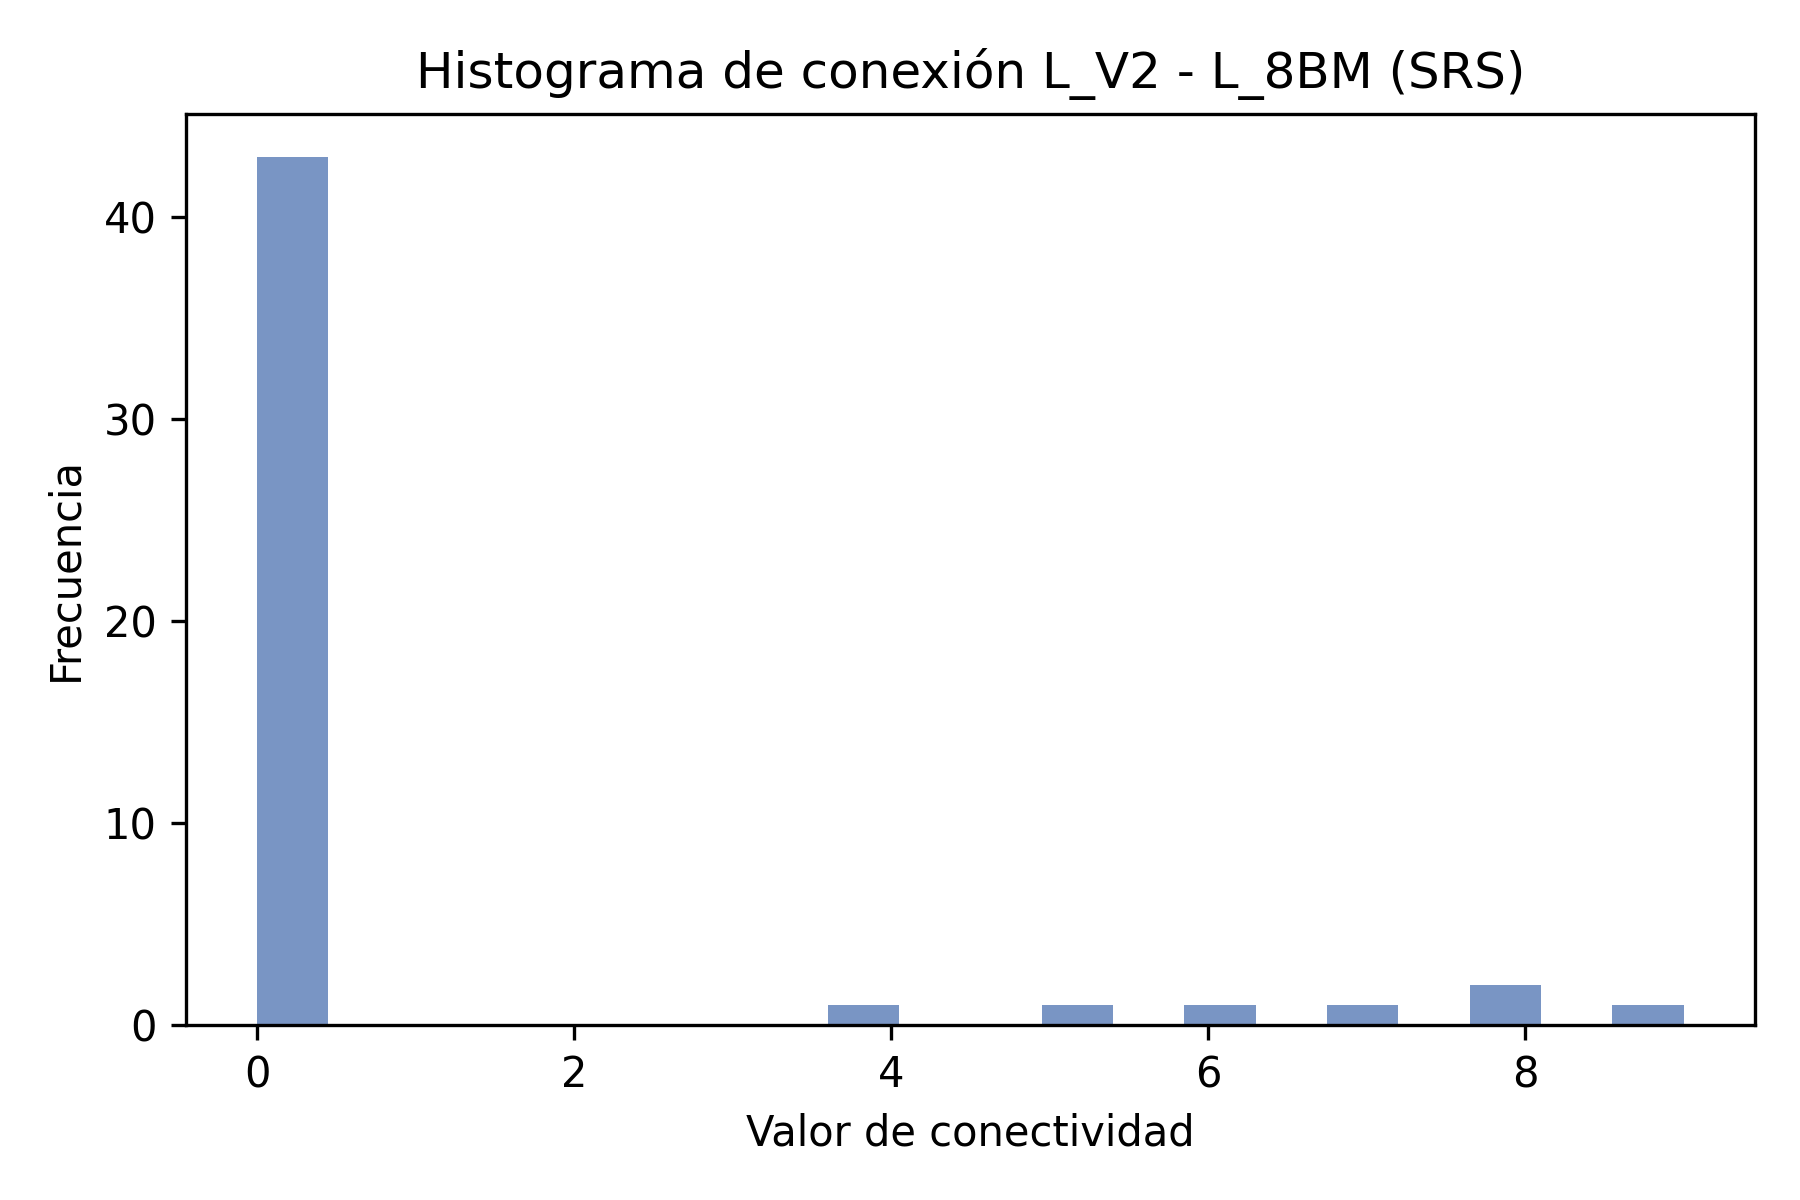 Histograma de conexión L_V2 - L_8BM (SRS)
Frecuencia
40
30
20
10
0
0 2 4 6 8
Valor de conectividad